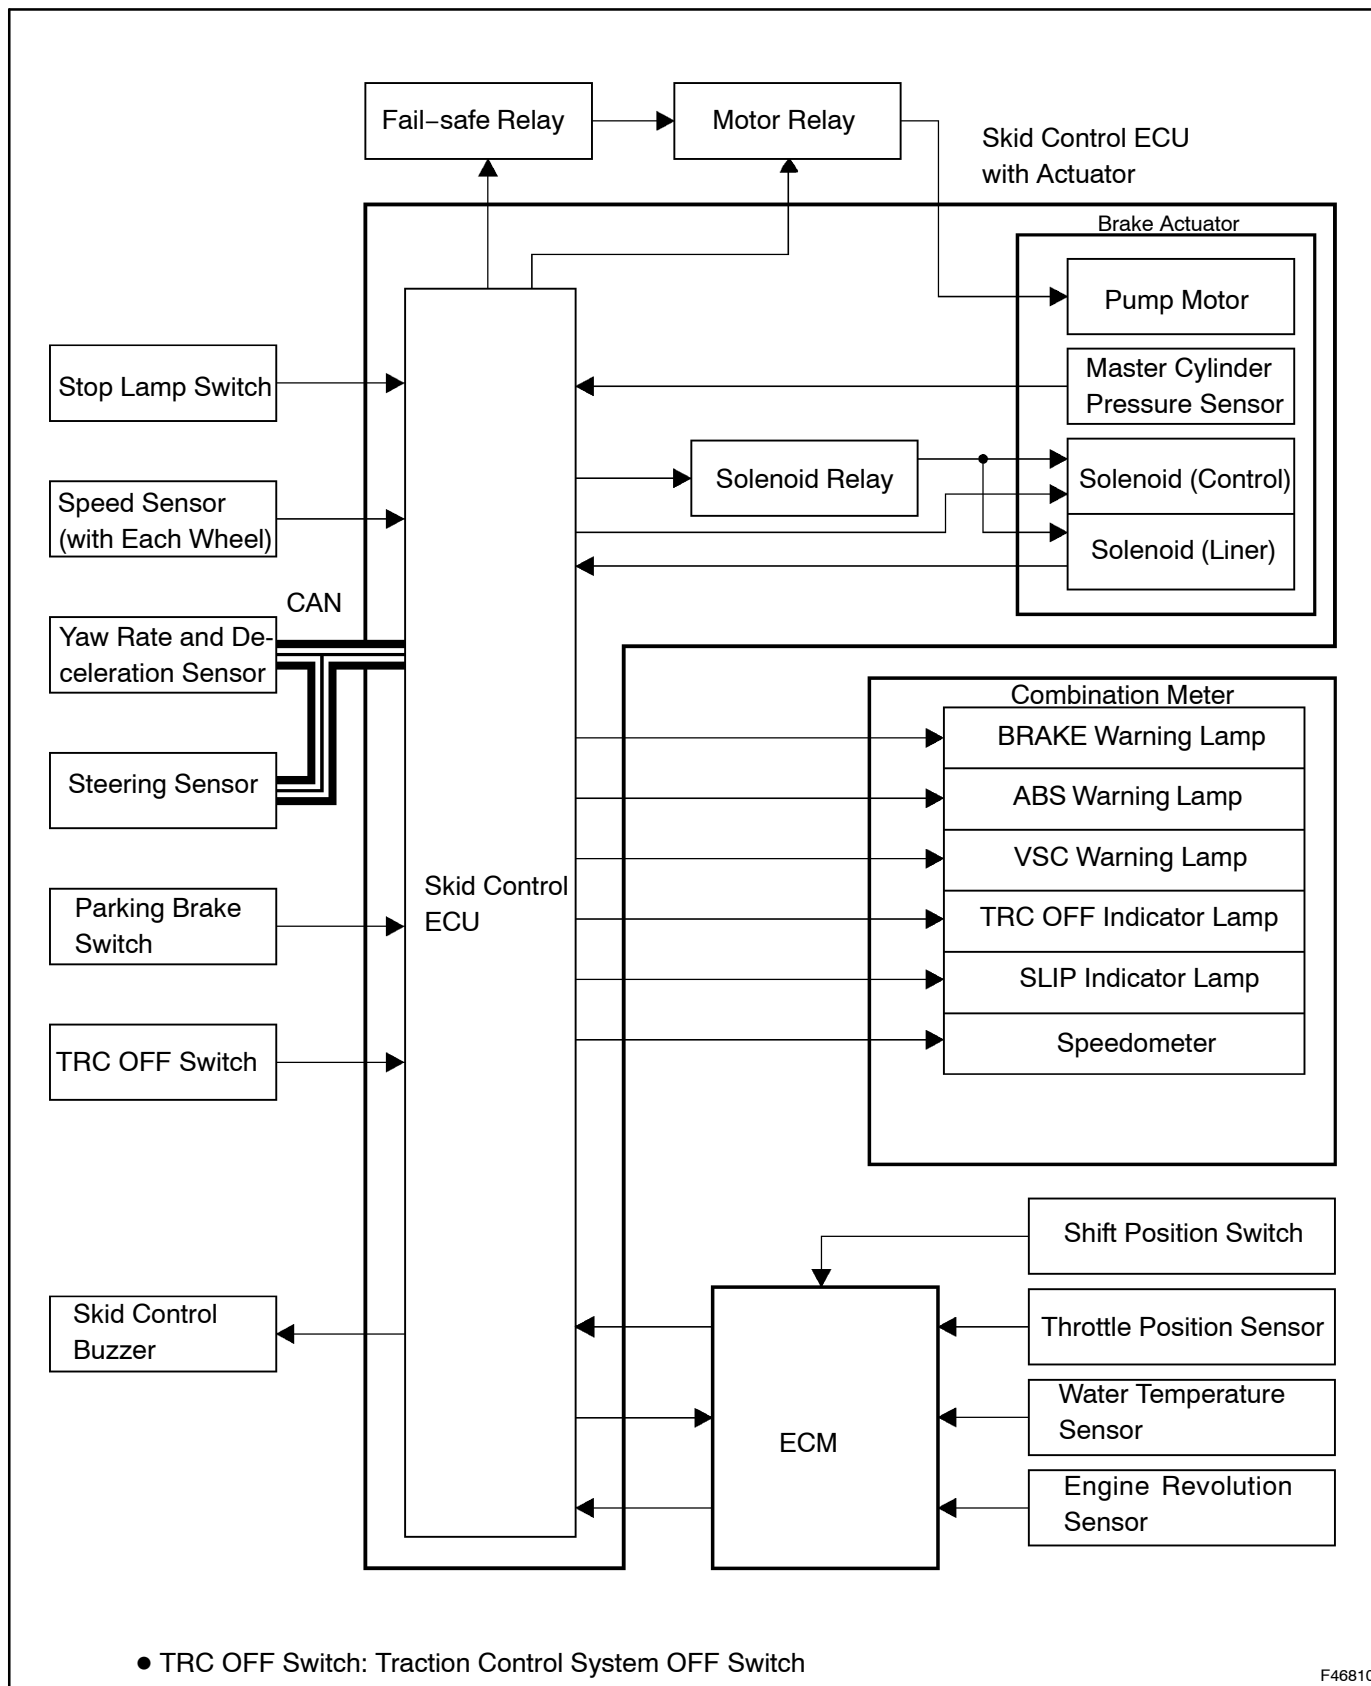 Fail–safe Relay
Motor Relay
Skid Control ECU
with Actuator
Brake Actuator
Pump Motor
Master Cylinder
Pressure Sensor
Stop Lamp Switch
Solenoid Relay
Solenoid (Control)
Solenoid (Liner)
Speed Sensor
(with Each Wheel)
CAN
Yaw Rate and De-
celeration Sensor
Steering Sensor
Combination Meter
BRAKE Warning Lamp
ABS Warning Lamp
VSC Warning Lamp
TRC OFF Indicator Lamp
SLIP Indicator Lamp
Speedometer
Skid Control
ECU
Parking Brake
Switch
TRC OFF Switch
Skid Control
Buzzer
Shift Position Switch
Throttle Position Sensor
Water Temperature
Sensor
Engine Revolution
Sensor
ECM
● TRC OFF Switch: Traction Control System OFF Switch
F46810